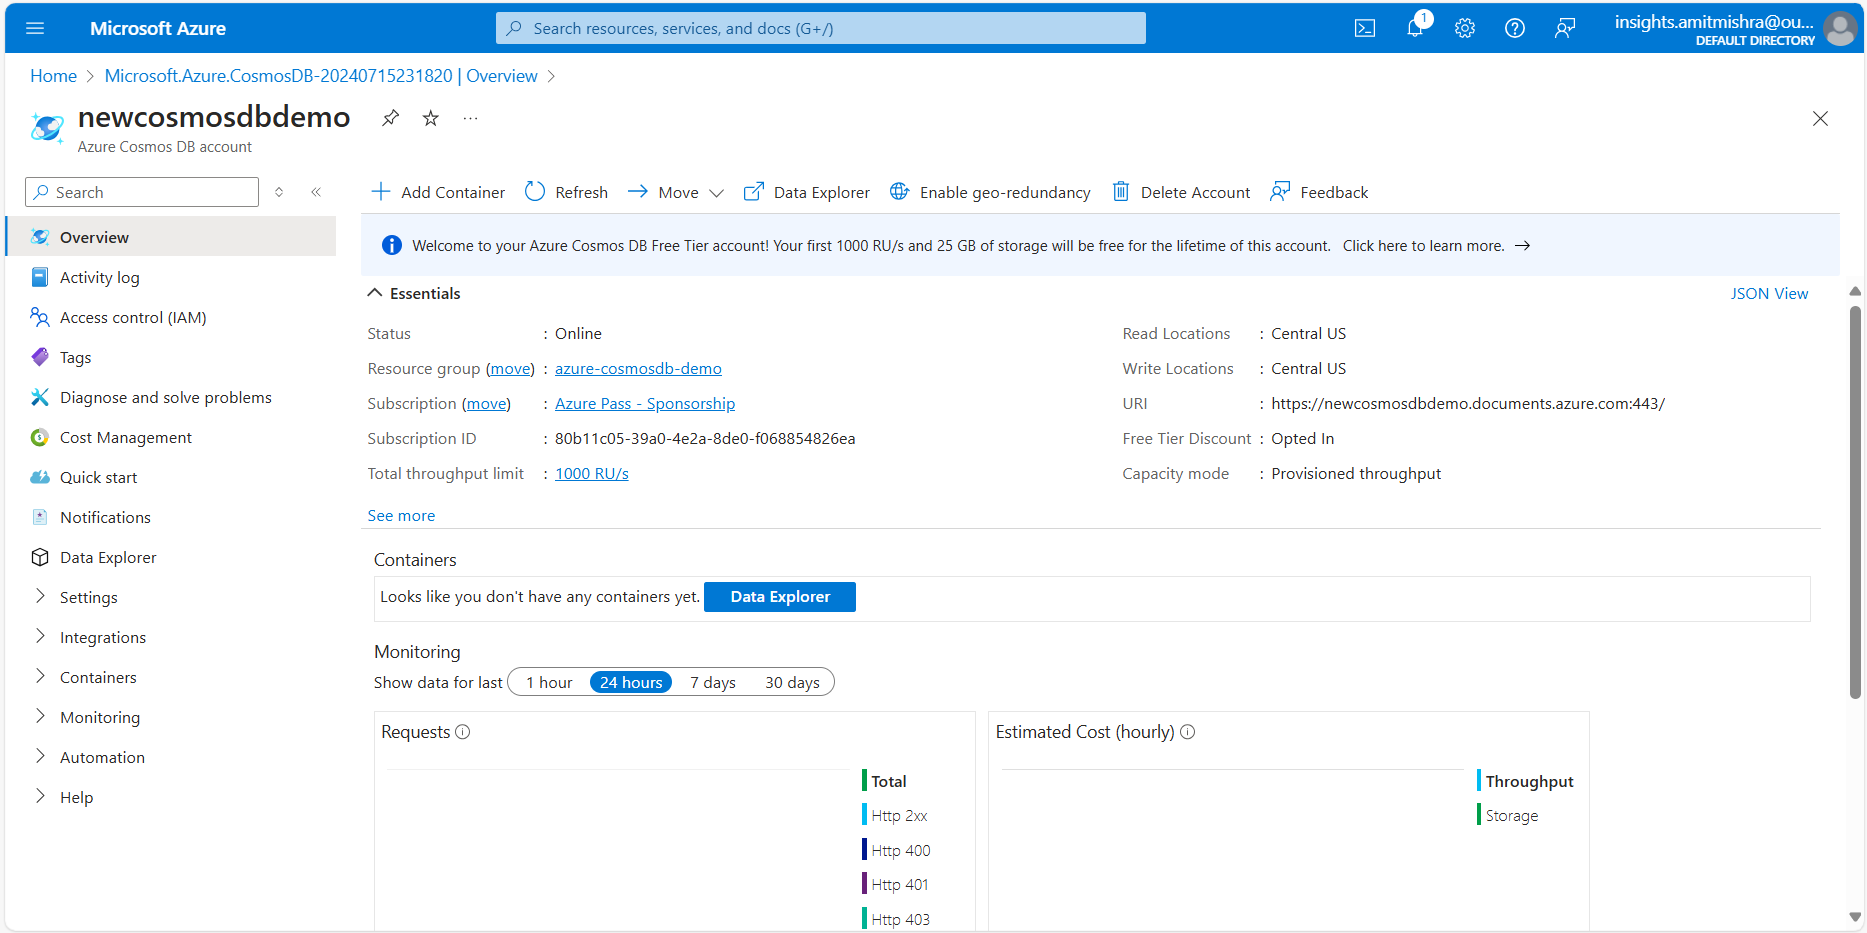 Microsoft Azure
Search resources, services, and docs (G+/)
1
insights.amitmishra@ou...
DEFAULT DIRECTORY
Home > Microsoft.Azure.CosmosDB-20240715231820 | Overview >
newcosmosdbdemo
Azure Cosmos DB account
Search
Add Container
Refresh
Move
Data Explorer
Enable geo-redundancy
Delete Account
Feedback
Overview
Activity log
Access control (IAM)
Tags
Diagnose and solve problems
Cost Management
Quick start
Notifications
Data Explorer
Settings
Integrations
Containers
Monitoring
Automation
Help
Welcome to your Azure Cosmos DB Free Tier account! Your first 1000 RU/s and 25 GB of storage will be free for the lifetime of this account. Click here to learn more. →
Essentials
JSON View
Status : Online
Resource group (move) : azure-cosmosdb-demo
Subscription (move) : Azure Pass - Sponsorship
Subscription ID : 80b11c05-39a0-4e2a-8de0-f068854826ea
Total throughput limit : 1000 RU/s
See more
Read Locations : Central US
Write Locations : Central US
URI : https://newcosmosdbdemo.documents.azure.com:443/
Free Tier Discount : Opted In
Capacity mode : Provisioned throughput
Containers
Looks like you don't have any containers yet. Data Explorer
Monitoring
Show data for last 1 hour 24 hours 7 days 30 days
Requests
Total
Http 2xx
Http 400
Http 401
Http 403
Estimated Cost (hourly)
Throughput
Storage